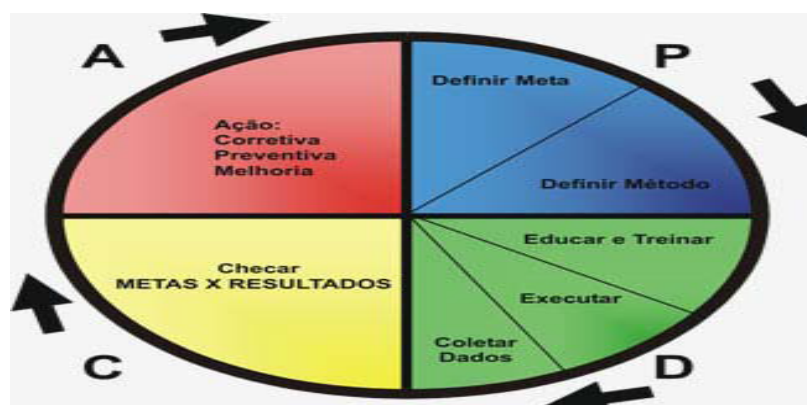 A
P
Definir Meta
Definir Método
Ação:
Corretiva
Preventiva
Melhoria
Educar e Treinar
Executar
Coletar
Dados
Checar
METAS X RESULTADOS
C
D